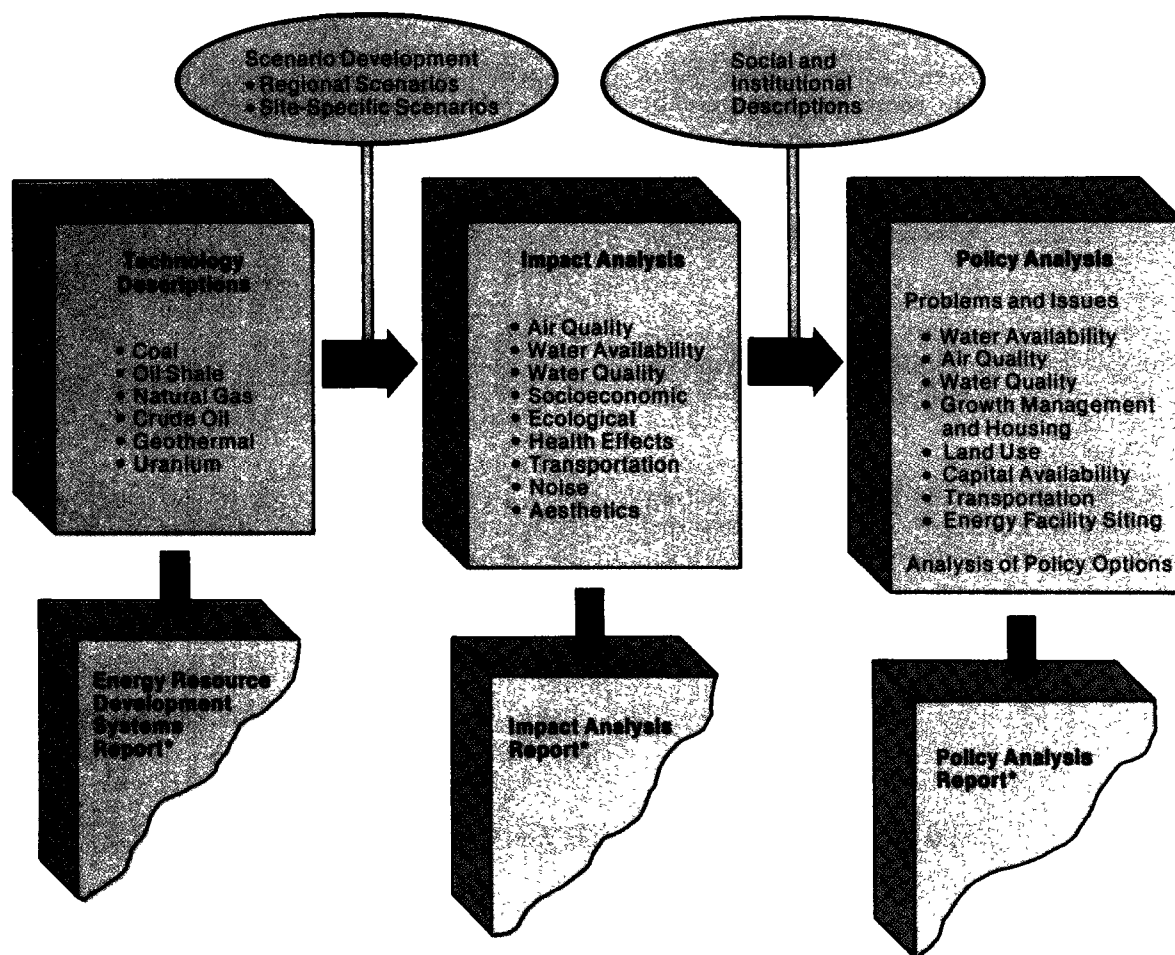 Scenario Development
• Regional Scenarios
• Site-Specific Scenarios
Social and
Institutional
Descriptions
Technology
Descriptions
• Coal
• Oil Shale
• Natural Gas
• Crude Oil
• Geothermal
• Uranium
Impact Analysis
• Air Quality
• Water Availability
• Water Quality
• Socioeconomic
• Ecological
• Health Effects
• Transportation
• Noise
• Aesthetics
Policy Analysis
Problems and Issues
• Water Availability
• Air Quality
• Water Quality
• Growth Management
and Housing
• Land Use
• Capital Availability
• Transportation
• Energy Facility Siting
Analysis of Policy Options
Energy Resource
Development
Systems
Report*
Impact Analysis
Report*
Policy Analysis
Report*